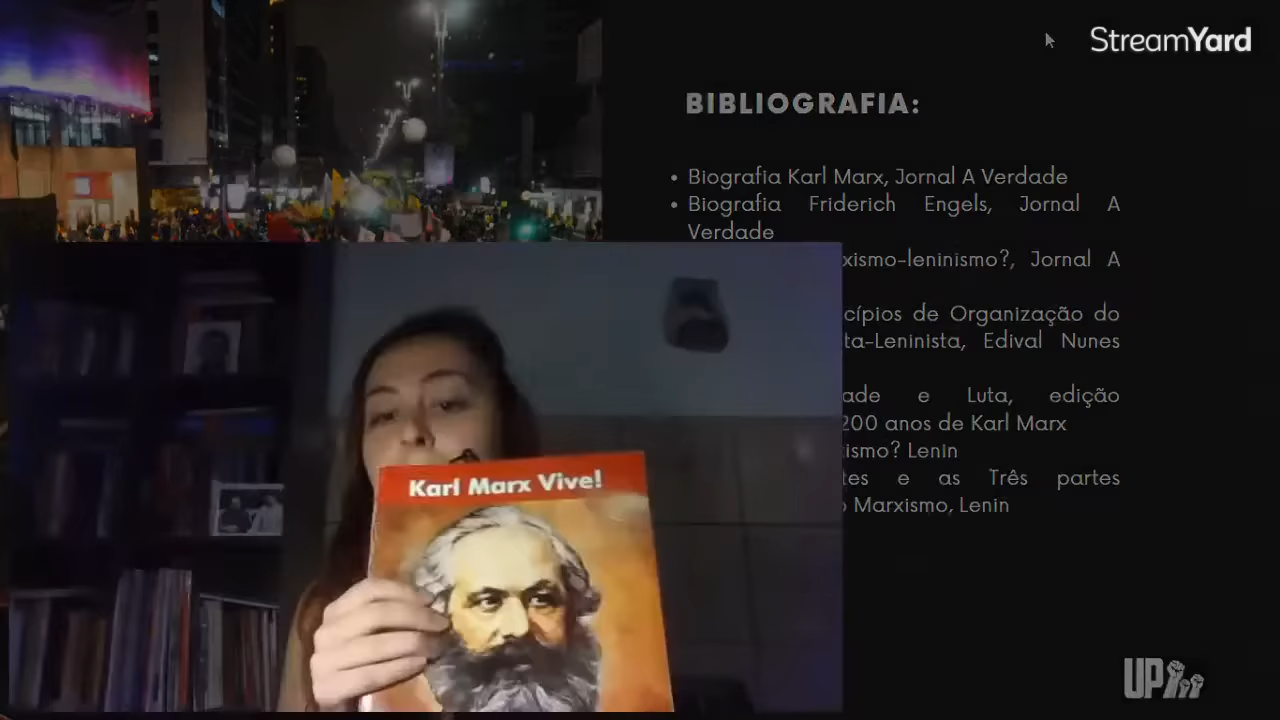 StreamYard
BIBLIOGRAFIA:
• Biografia Karl Marx, Jornal A Verdade
• Biografia Friderich Engels, Jornal A
Verdade
xismo-leninismo?, Jornal A
cípios de Organização do
ta-Leninista, Edival Nunes
ade e Luta, edição
200 anos de Karl Marx
ismo? Lenin
tes e as Três partes
Marxismo, Lenin
Karl Marx Vive!
UP